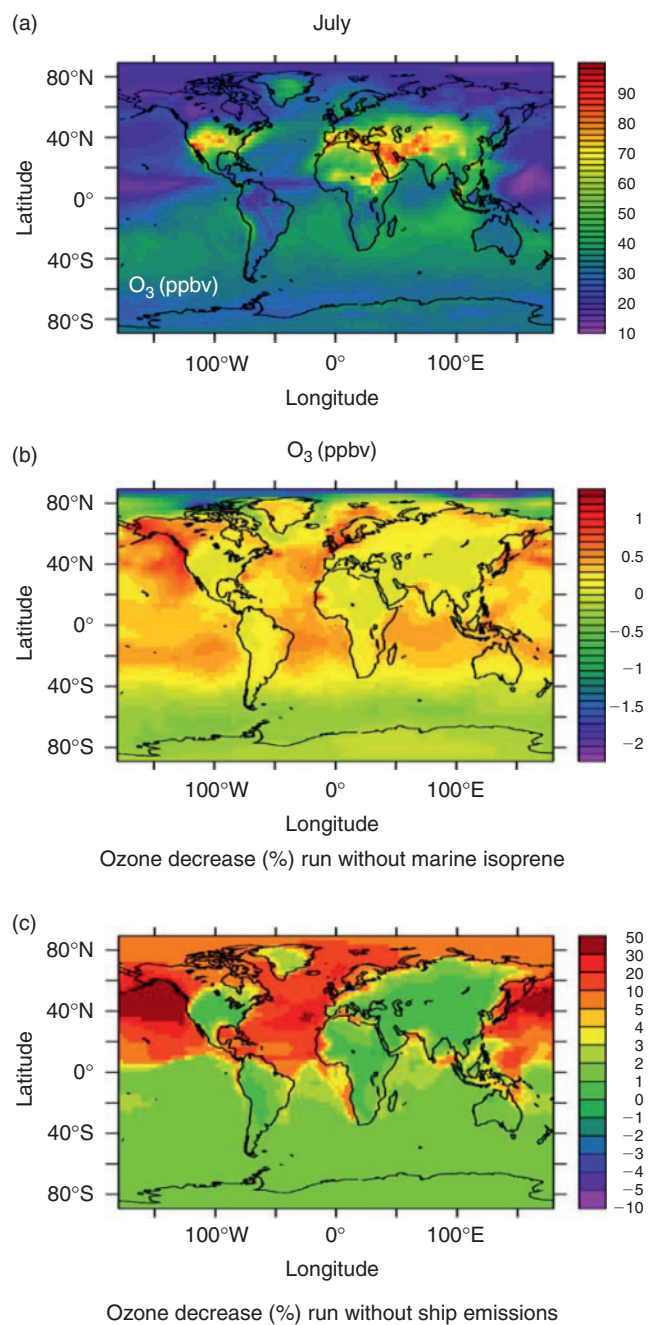 (a)
July
80°N
40°N
0°
40°S
80°S
Latitude
O₃ (ppbv)
100°W 0° 100°E
Longitude
90
80
70
60
50
40
30
20
10
(b)
O₃ (ppbv)
80°N
40°N
0°
40°S
80°S
Latitude
100°W 0° 100°E
Longitude
1
0.5
0
−0.5
−1
−1.5
−2
Ozone decrease (%) run without marine isoprene
(c)
80°N
40°N
0°
40°S
80°S
Latitude
100°W 0° 100°E
Longitude
50
30
20
10
5
4
3
2
1
0
−1
−2
−3
−4
−5
−10
Ozone decrease (%) run without ship emissions